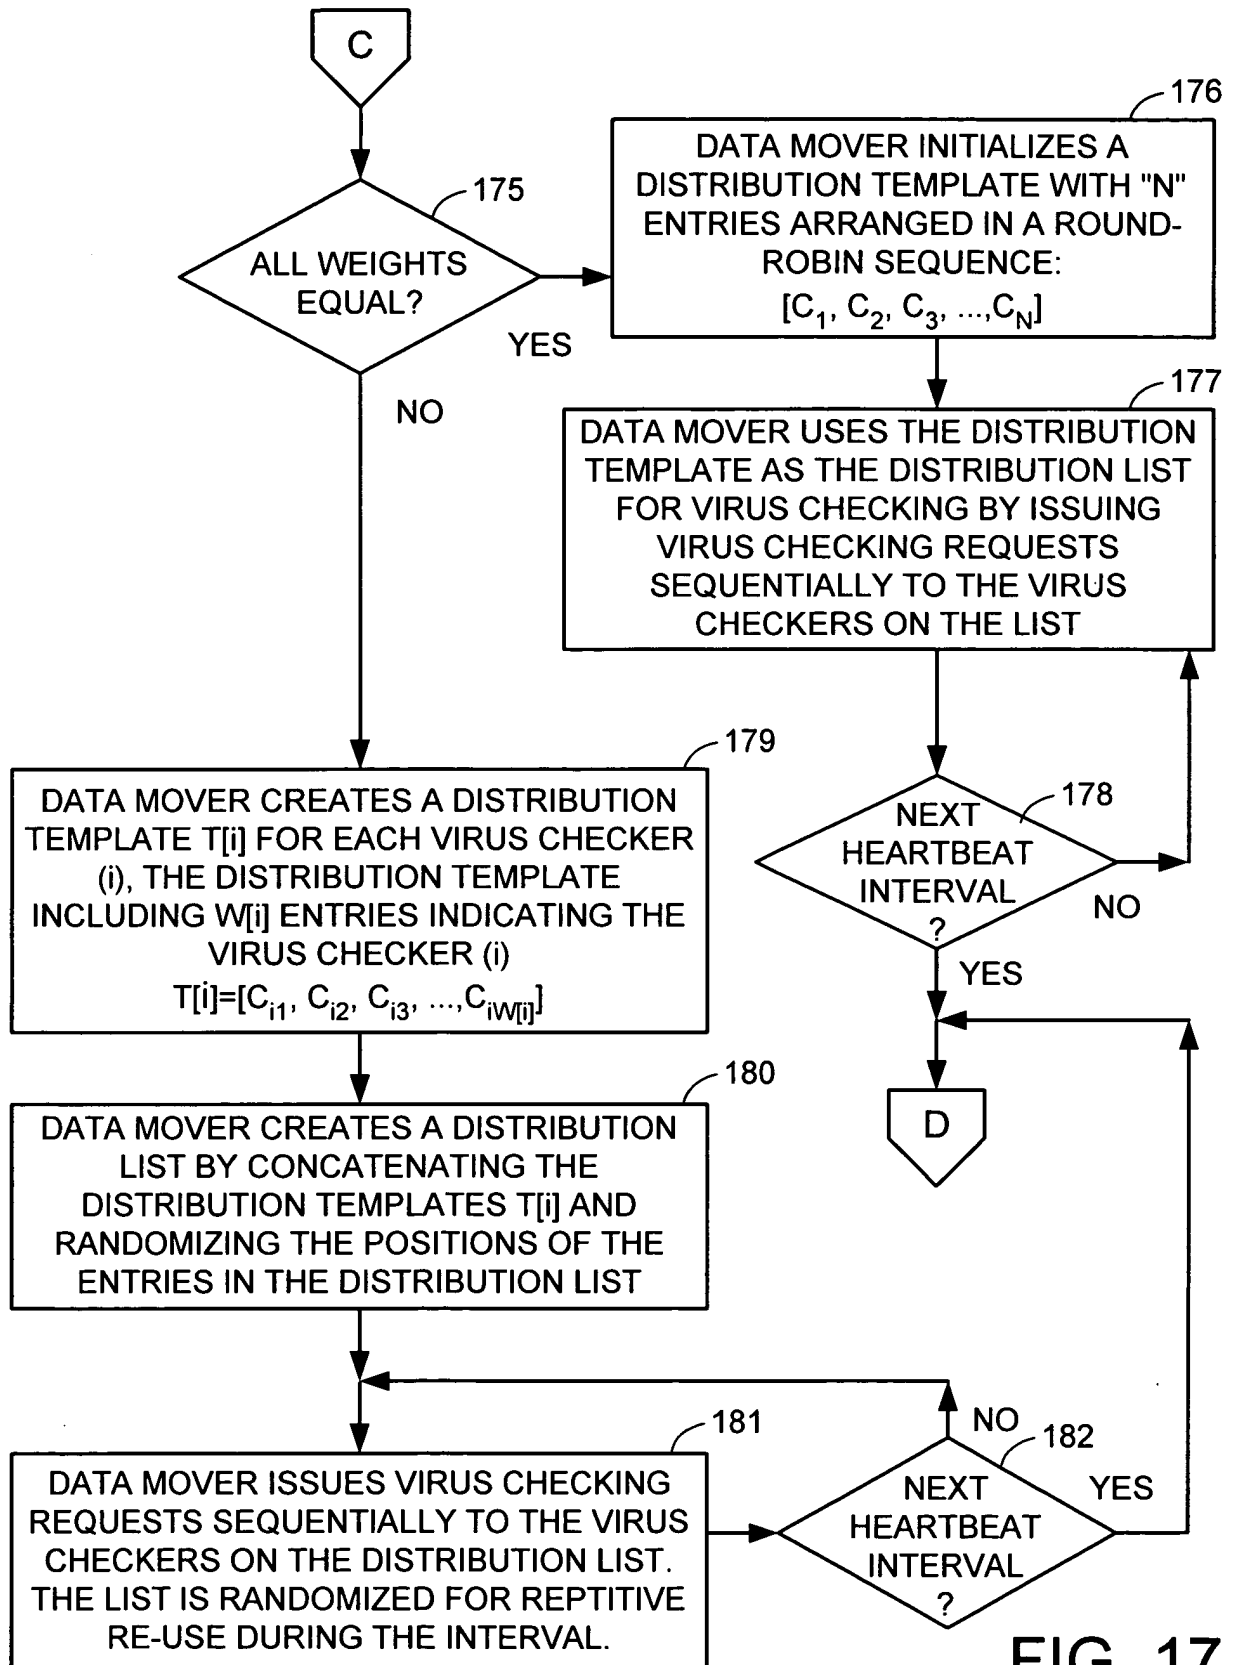 C
175
ALL WEIGHTS
EQUAL?
YES
NO
176
DATA MOVER INITIALIZES A
DISTRIBUTION TEMPLATE WITH "N"
ENTRIES ARRANGED IN A ROUND-
ROBIN SEQUENCE:
[C1, C2, C3, ...,CN]
177
DATA MOVER USES THE DISTRIBUTION
TEMPLATE AS THE DISTRIBUTION LIST
FOR VIRUS CHECKING BY ISSUING
VIRUS CHECKING REQUESTS
SEQUENTIALLY TO THE VIRUS
CHECKERS ON THE LIST
178
NEXT
HEARTBEAT
INTERVAL
?
NO
YES
D
179
DATA MOVER CREATES A DISTRIBUTION
TEMPLATE T[i] FOR EACH VIRUS CHECKER
(i), THE DISTRIBUTION TEMPLATE
INCLUDING W[i] ENTRIES INDICATING THE
VIRUS CHECKER (i)
T[i]=[Ci1, Ci2, Ci3, ...,CiW[i]]
180
DATA MOVER CREATES A DISTRIBUTION
LIST BY CONCATENATING THE
DISTRIBUTION TEMPLATES T[i] AND
RANDOMIZING THE POSITIONS OF THE
ENTRIES IN THE DISTRIBUTION LIST
181
DATA MOVER ISSUES VIRUS CHECKING
REQUESTS SEQUENTIALLY TO THE VIRUS
CHECKERS ON THE DISTRIBUTION LIST.
THE LIST IS RANDOMIZED FOR REPTITIVE
RE-USE DURING THE INTERVAL.
NO
182
NEXT
HEARTBEAT
INTERVAL
?
YES
FIG. 17